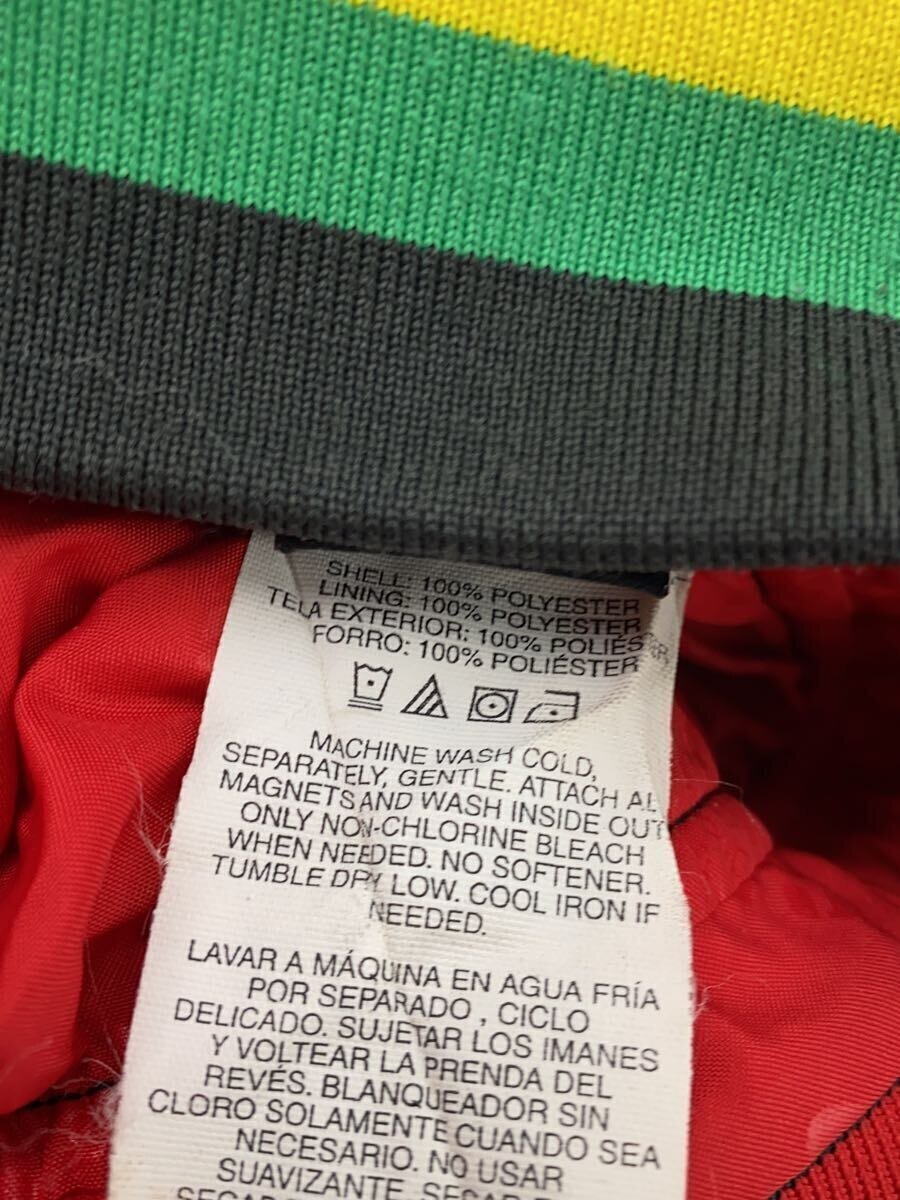 SHELL: 100% POLYESTER
LINING: 100% POLYESTER
TELA EXTERIOR: 100% POLIÉSTER
FORRO: 100% POLIÉSTER
MACHINE WASH COLD,
SEPARATELY, GENTLE. ATTACH AL
MAGNETS AND WASH INSIDE OUT
ONLY NON-CHLORINE BLEACH
WHEN NEEDED. NO SOFTENER.
TUMBLE DRY LOW. COOL IRON IF
NEEDED.
LAVAR A MÁQUINA EN AGUA FRÍA
POR SEPARADO , CICLO
DELICADO. SUJETAR LOS IMANES
Y VOLTEAR LA PRENDA DEL
REVÉS. BLANQUEADOR SIN
CLORO SOLAMENTE CUANDO SEA
NECESARIO. NO USAR
SUAVIZANTE. SECAR